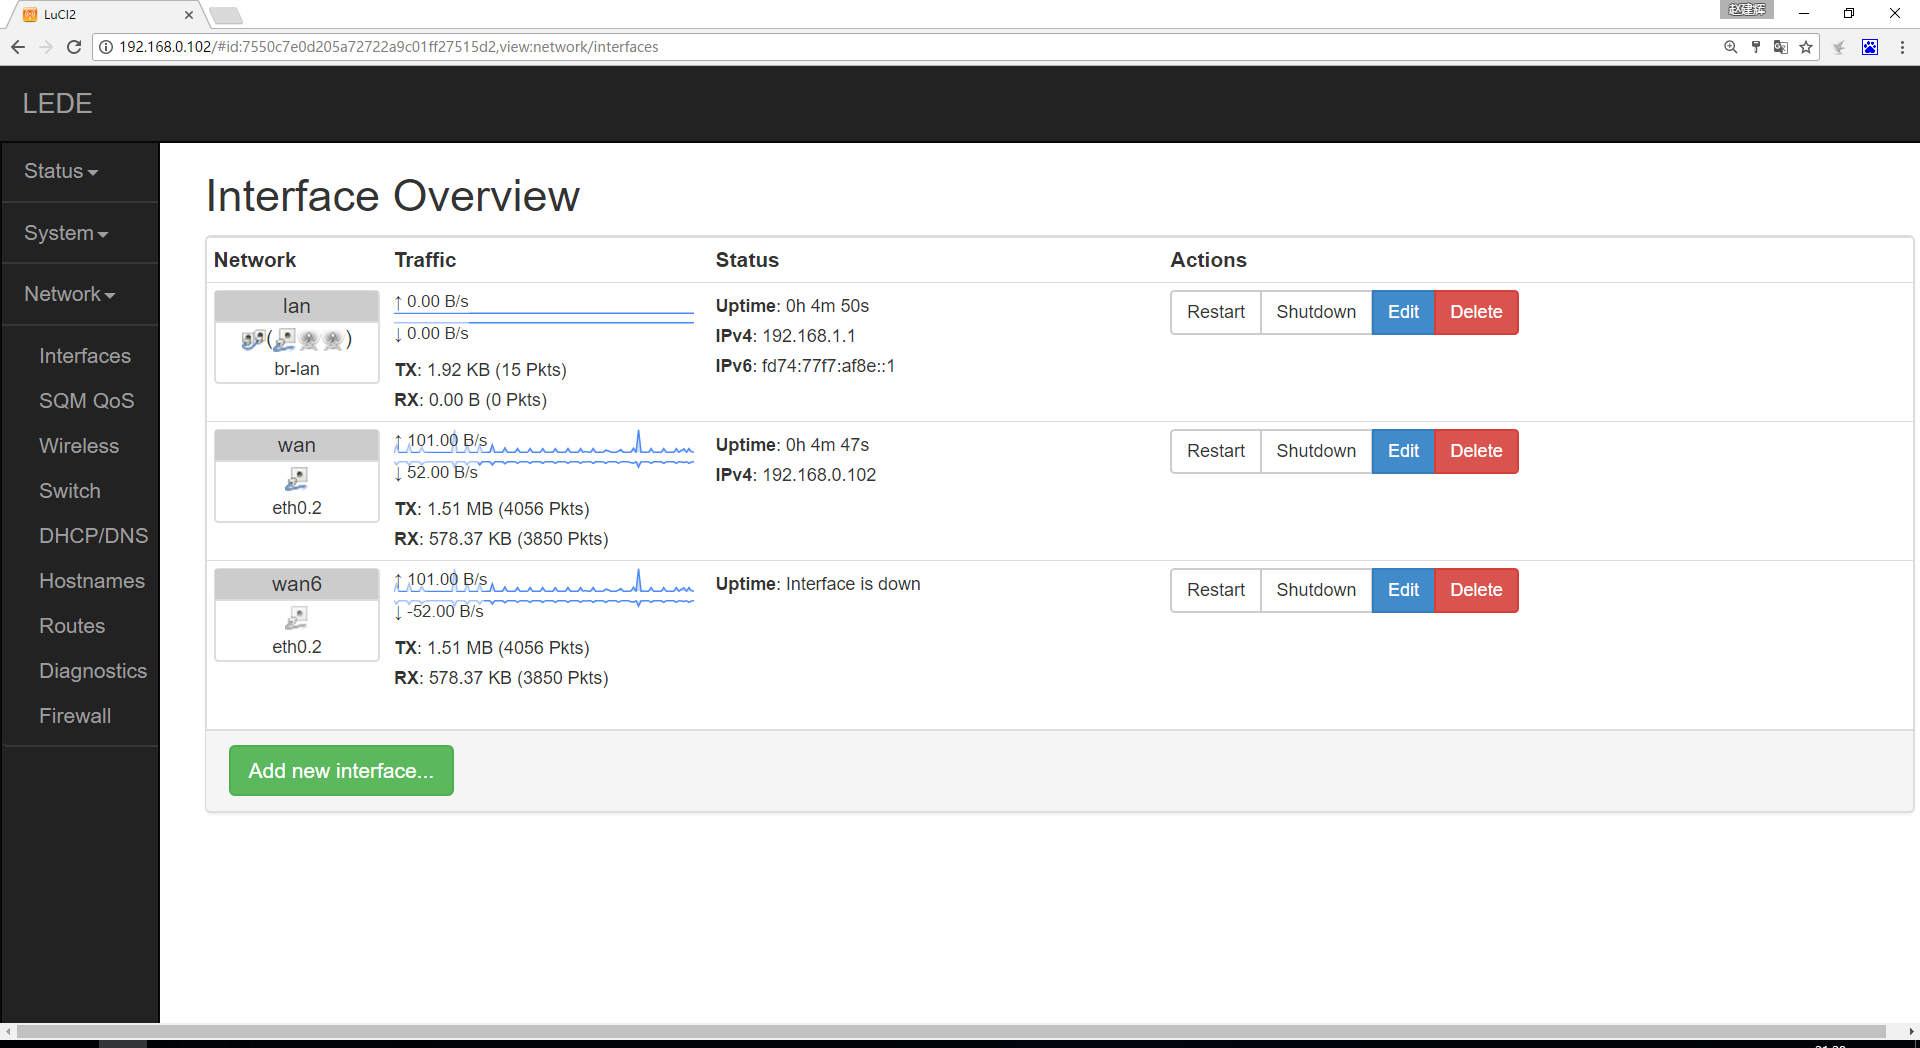 LuCI2
赵建挥
192.168.0.102/#id:7550c7e0d205a72722a9c01ff27515d2,view:network/interfaces
LEDE
Status
System
Network
Interfaces
SQM QoS
Wireless
Switch
DHCP/DNS
Hostnames
Routes
Diagnostics
Firewall
Interface Overview
Network Traffic Status Actions
lan
br-lan
↑ 0.00 B/s
↓ 0.00 B/s
TX: 1.92 KB (15 Pkts)
RX: 0.00 B (0 Pkts)
Uptime: 0h 4m 50s
IPv4: 192.168.1.1
IPv6: fd74:77f7:af8e::1
Restart Shutdown Edit Delete
wan
eth0.2
↑ 101.00 B/s
↓ 52.00 B/s
TX: 1.51 MB (4056 Pkts)
RX: 578.37 KB (3850 Pkts)
Uptime: 0h 4m 47s
IPv4: 192.168.0.102
Restart Shutdown Edit Delete
wan6
eth0.2
↑ 101.00 B/s
↓ -52.00 B/s
TX: 1.51 MB (4056 Pkts)
RX: 578.37 KB (3850 Pkts)
Uptime: Interface is down
Restart Shutdown Edit Delete
Add new interface...